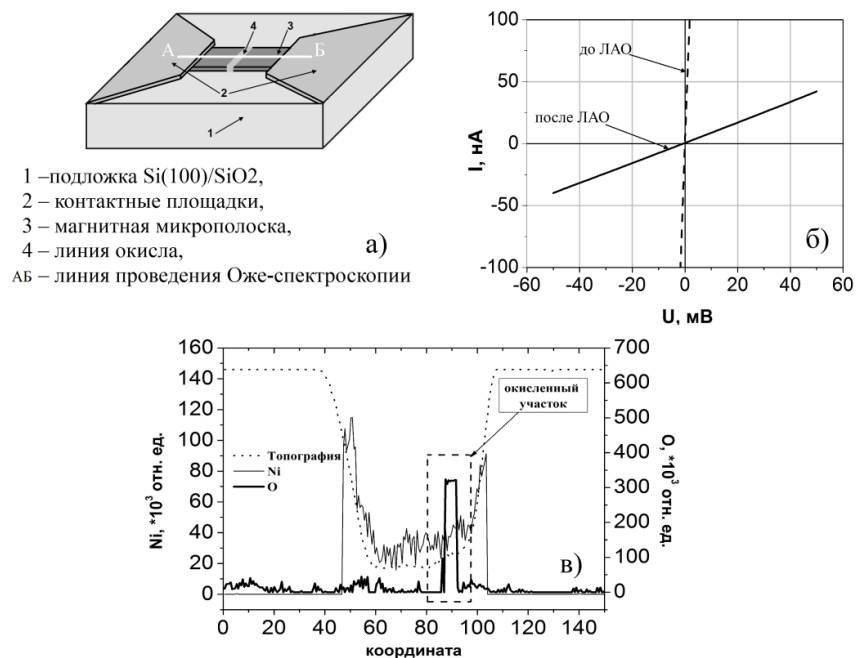 4
3
А
Б
2
1
1 –подложка Si(100)/SiO2,
2 – контактные площадки,
3 – магнитная микрополоска,
4 – линия окисла,
АБ – линия проведения Оже-спектроскопии
а)
100
50
0
-50
-100
I, нА
до ЛАО
после ЛАО
б)
-60 -40 -20 0 20 40 60
U, мВ
160
140
120
100
80
60
40
20
0
Ni, *10³ отн. ед.
Топография
Ni
O
окисленный
участок
в)
700
600
500
400
300
200
100
0
O, *10³ отн. ед.
0 20 40 60 80 100 120 140
координата